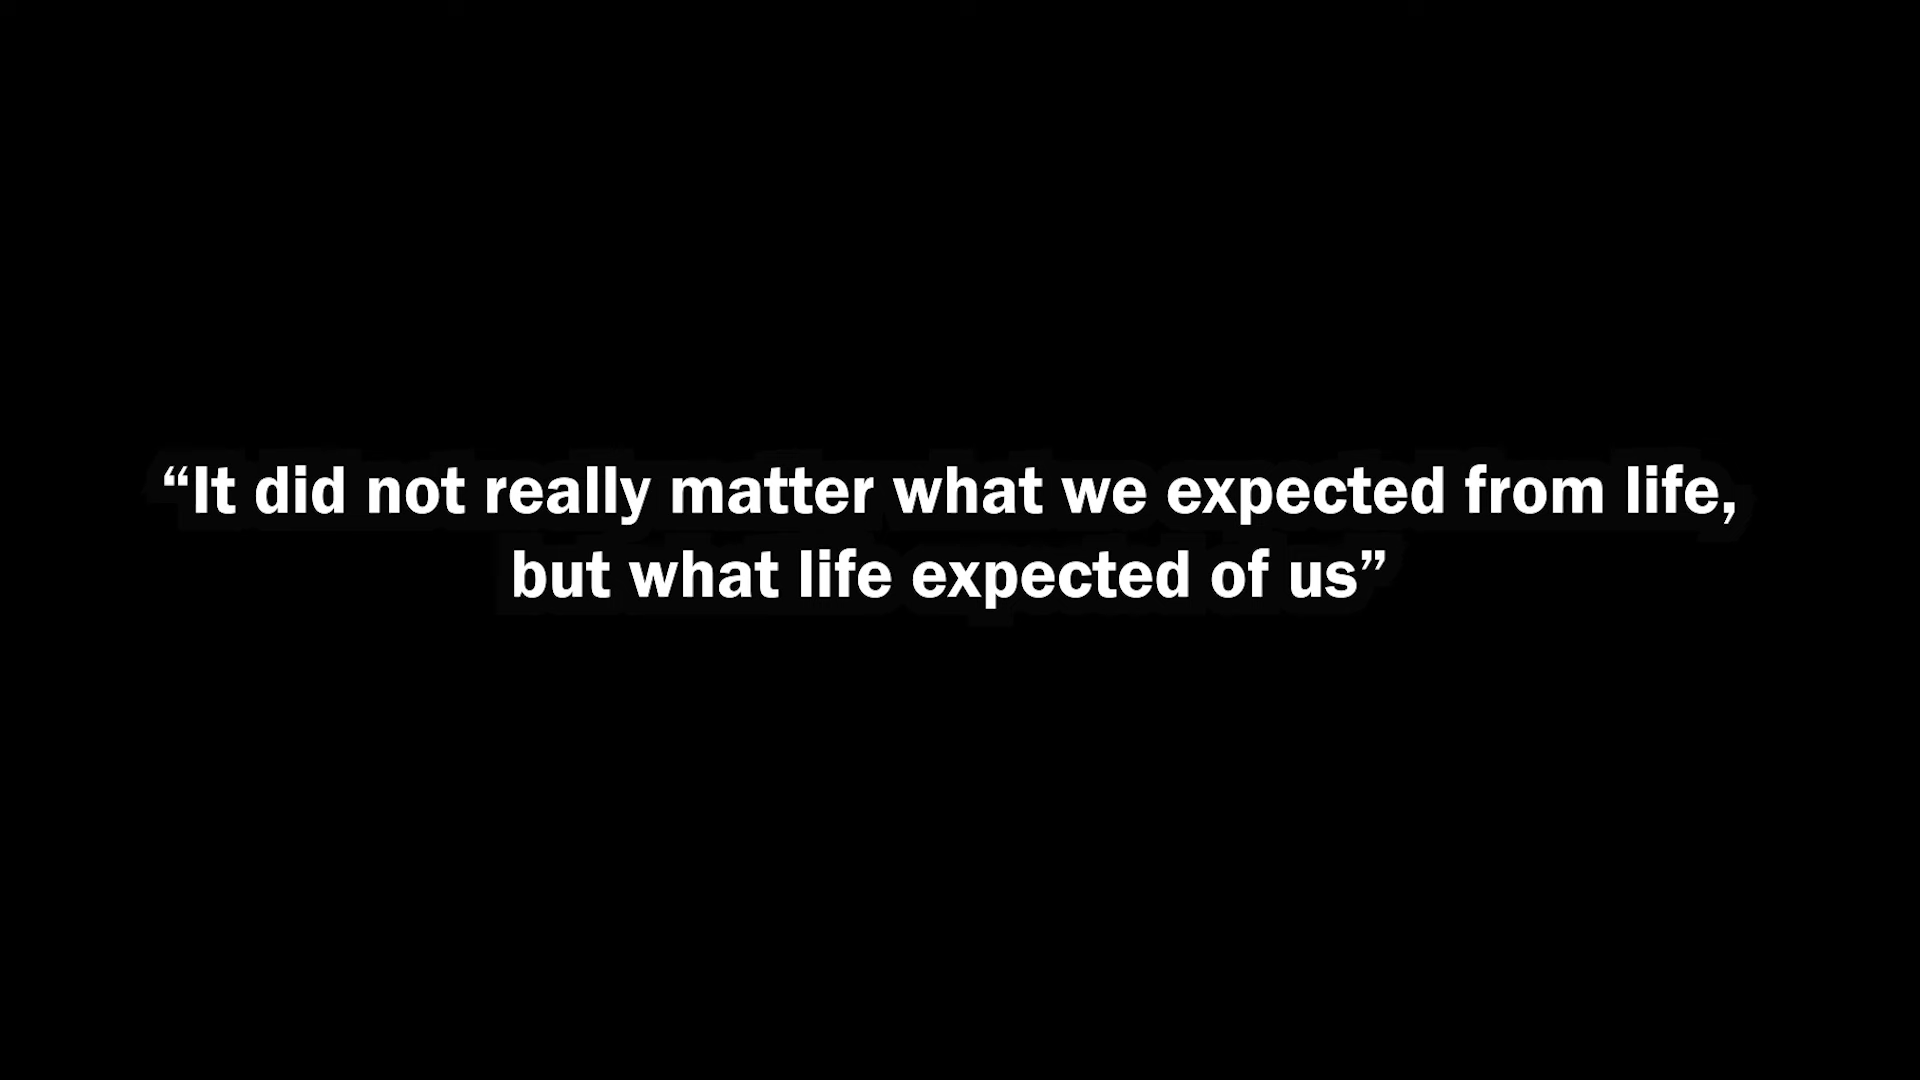 “It did not really matter what we expected from life,
but what life expected of us”